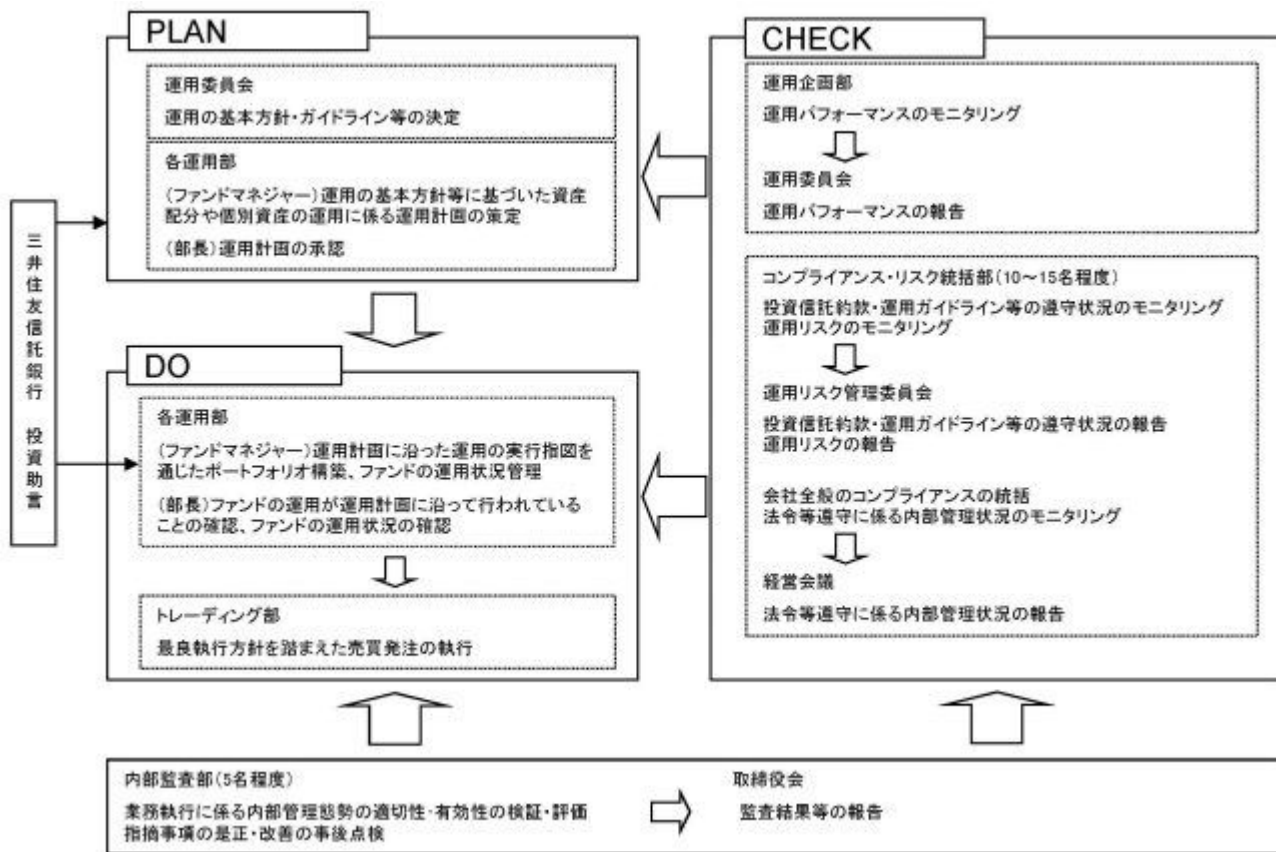 三井住友信託銀行 投資助言
PLAN
運用委員会
運用の基本方針・ガイドライン等の決定
各運用部
(ファンドマネジャー)運用の基本方針等に基づいた資産
配分や個別資産の運用に係る運用計画の策定
(部長)運用計画の承認
DO
各運用部
(ファンドマネジャー)運用計画に沿った運用の実行指図を
通じたポートフォリオ構築、ファンドの運用状況管理
(部長)ファンドの運用が運用計画に沿って行われている
ことの確認、ファンドの運用状況の確認
トレーディング部
最良執行方針を踏まえた売買発注の執行
CHECK
運用企画部
運用パフォーマンスのモニタリング
運用委員会
運用パフォーマンスの報告
コンプライアンス・リスク統括部(10~15名程度)
投資信託約款・運用ガイドライン等の遵守状況のモニタリング
運用リスクのモニタリング
運用リスク管理委員会
投資信託約款・運用ガイドライン等の遵守状況の報告
運用リスクの報告
会社全般のコンプライアンスの統括
法令等遵守に係る内部管理状況のモニタリング
経営会議
法令等遵守に係る内部管理状況の報告
内部監査部(5名程度)
業務執行に係る内部管理態勢の適切性・有効性の検証・評価
指摘事項の是正・改善の事後点検
取締役会
監査結果等の報告